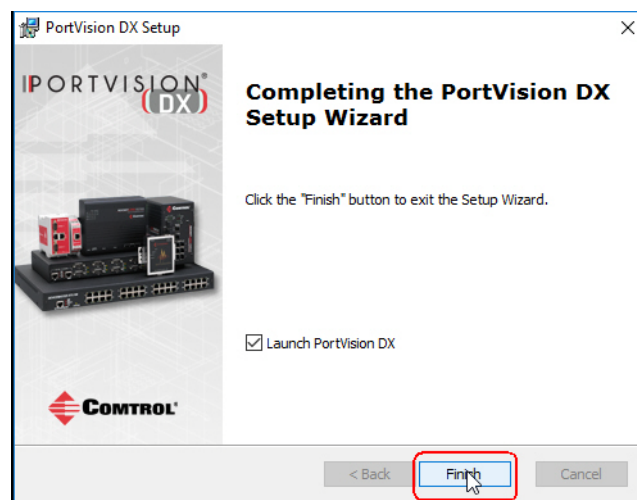 PortVision DX Setup
PORTVISION®
(DX)
Completing the PortVision DX
Setup Wizard
Click the "Finish" button to exit the Setup Wizard.
Launch PortVision DX
COMTROL®
< Back
Finish
Cancel